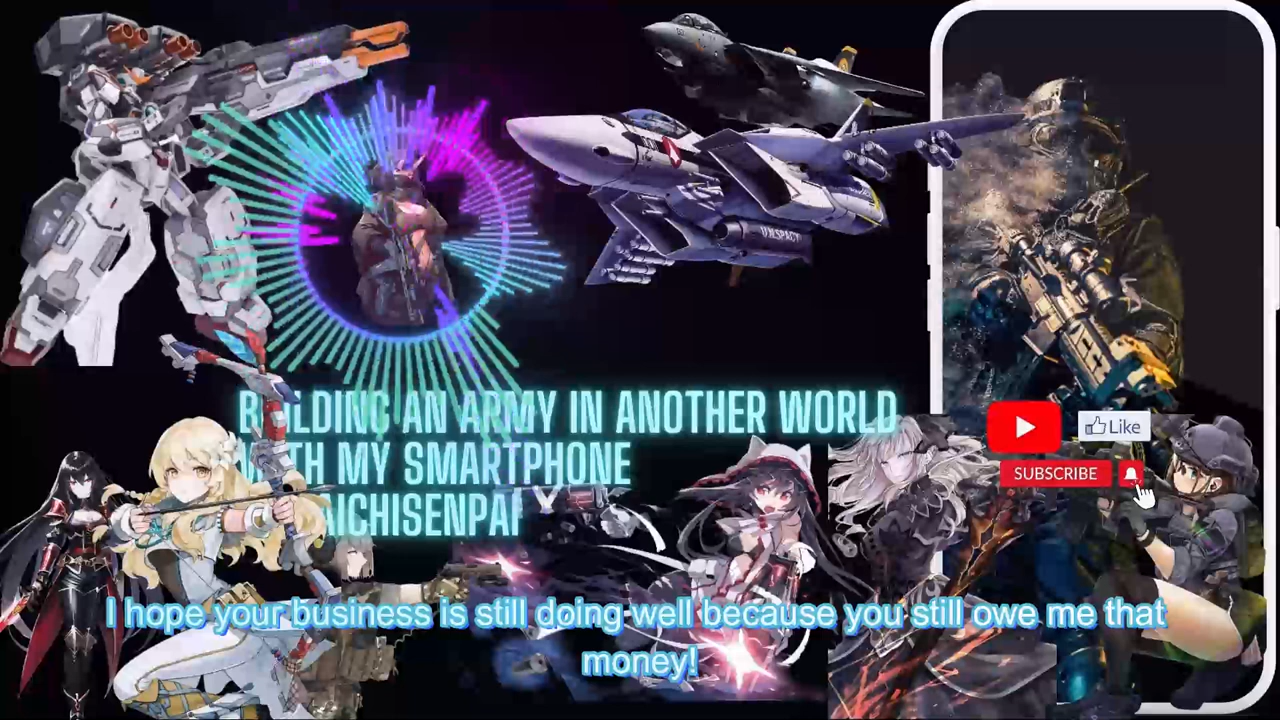 U.N.SPACY
BUILDING AN ARMY IN ANOTHER WORLD
WITH MY SMARTPHONE
Like
SUBSCRIBE
I hope your business is still doing well because you still owe me that
money!